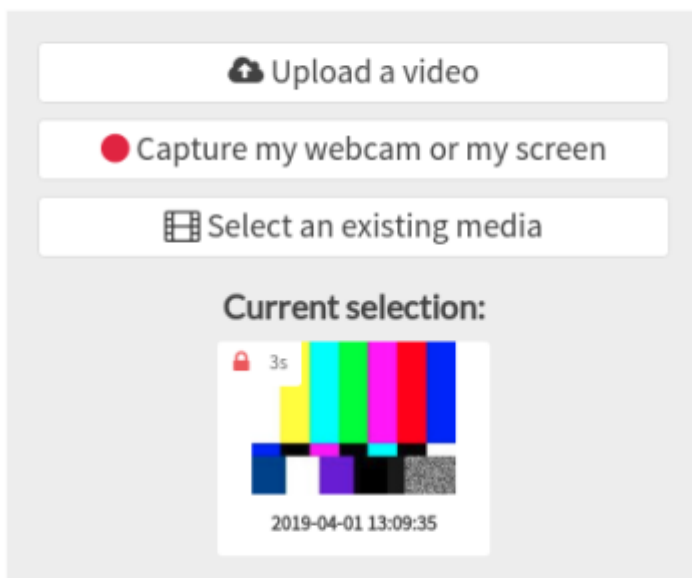 Upload a video
Capture my webcam or my screen
Select an existing media
Current selection:
3s
2019-04-01 13:09:35